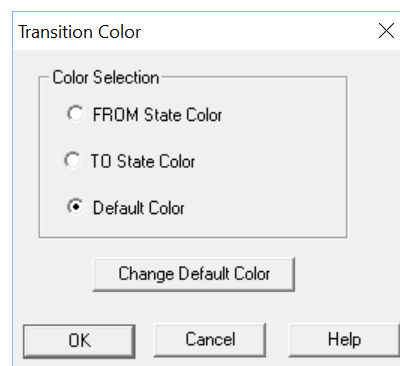 Transition Color
Color Selection
FROM State Color
TO State Color
Default Color
Change Default Color
OK Cancel Help